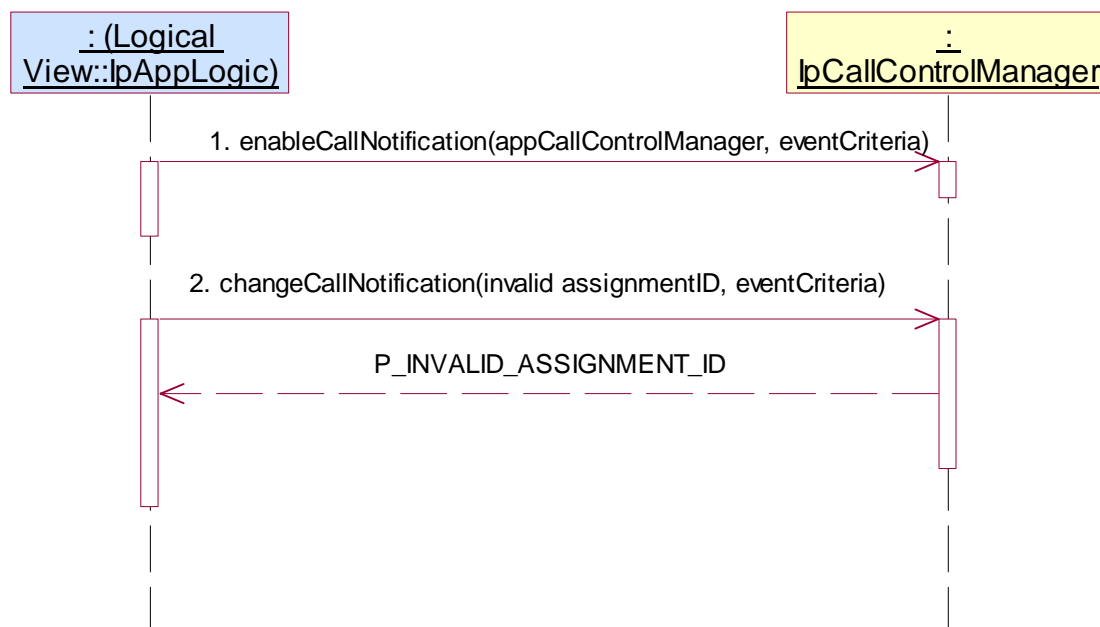 : (Logical
View::IpAppLogic)
:
IpCallControlManager
1. enableCallNotification(appCallControlManager, eventCriteria)
2. changeCallNotification(invalid assignmentID, eventCriteria)
P_INVALID_ASSIGNMENT_ID